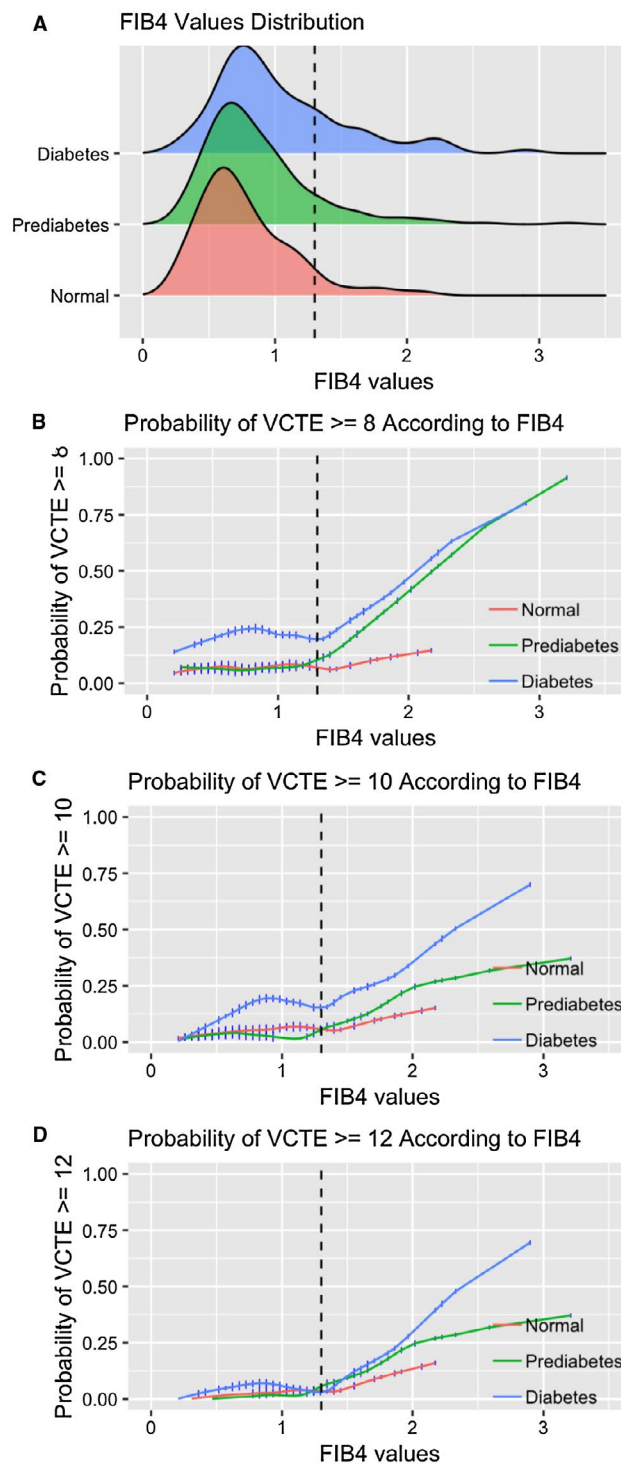 A
FIB4 Values Distribution
Diabetes
Prediabetes
Normal
0 1 2 3
FIB4 values
B
Probability of VCTE >= 8 According to FIB4
Probability of VCTE >= 8
1.00
0.75
0.50
0.25
0.00
Normal
Prediabetes
Diabetes
0 1 2 3
FIB4 values
C
Probability of VCTE >= 10 According to FIB4
Probability of VCTE >= 10
1.00
0.75
0.50
0.25
0.00
Normal
Prediabetes
Diabetes
0 1 2 3
FIB4 values
D
Probability of VCTE >= 12 According to FIB4
Probability of VCTE >= 12
1.00
0.75
0.50
0.25
0.00
Normal
Prediabetes
Diabetes
0 1 2 3
FIB4 values